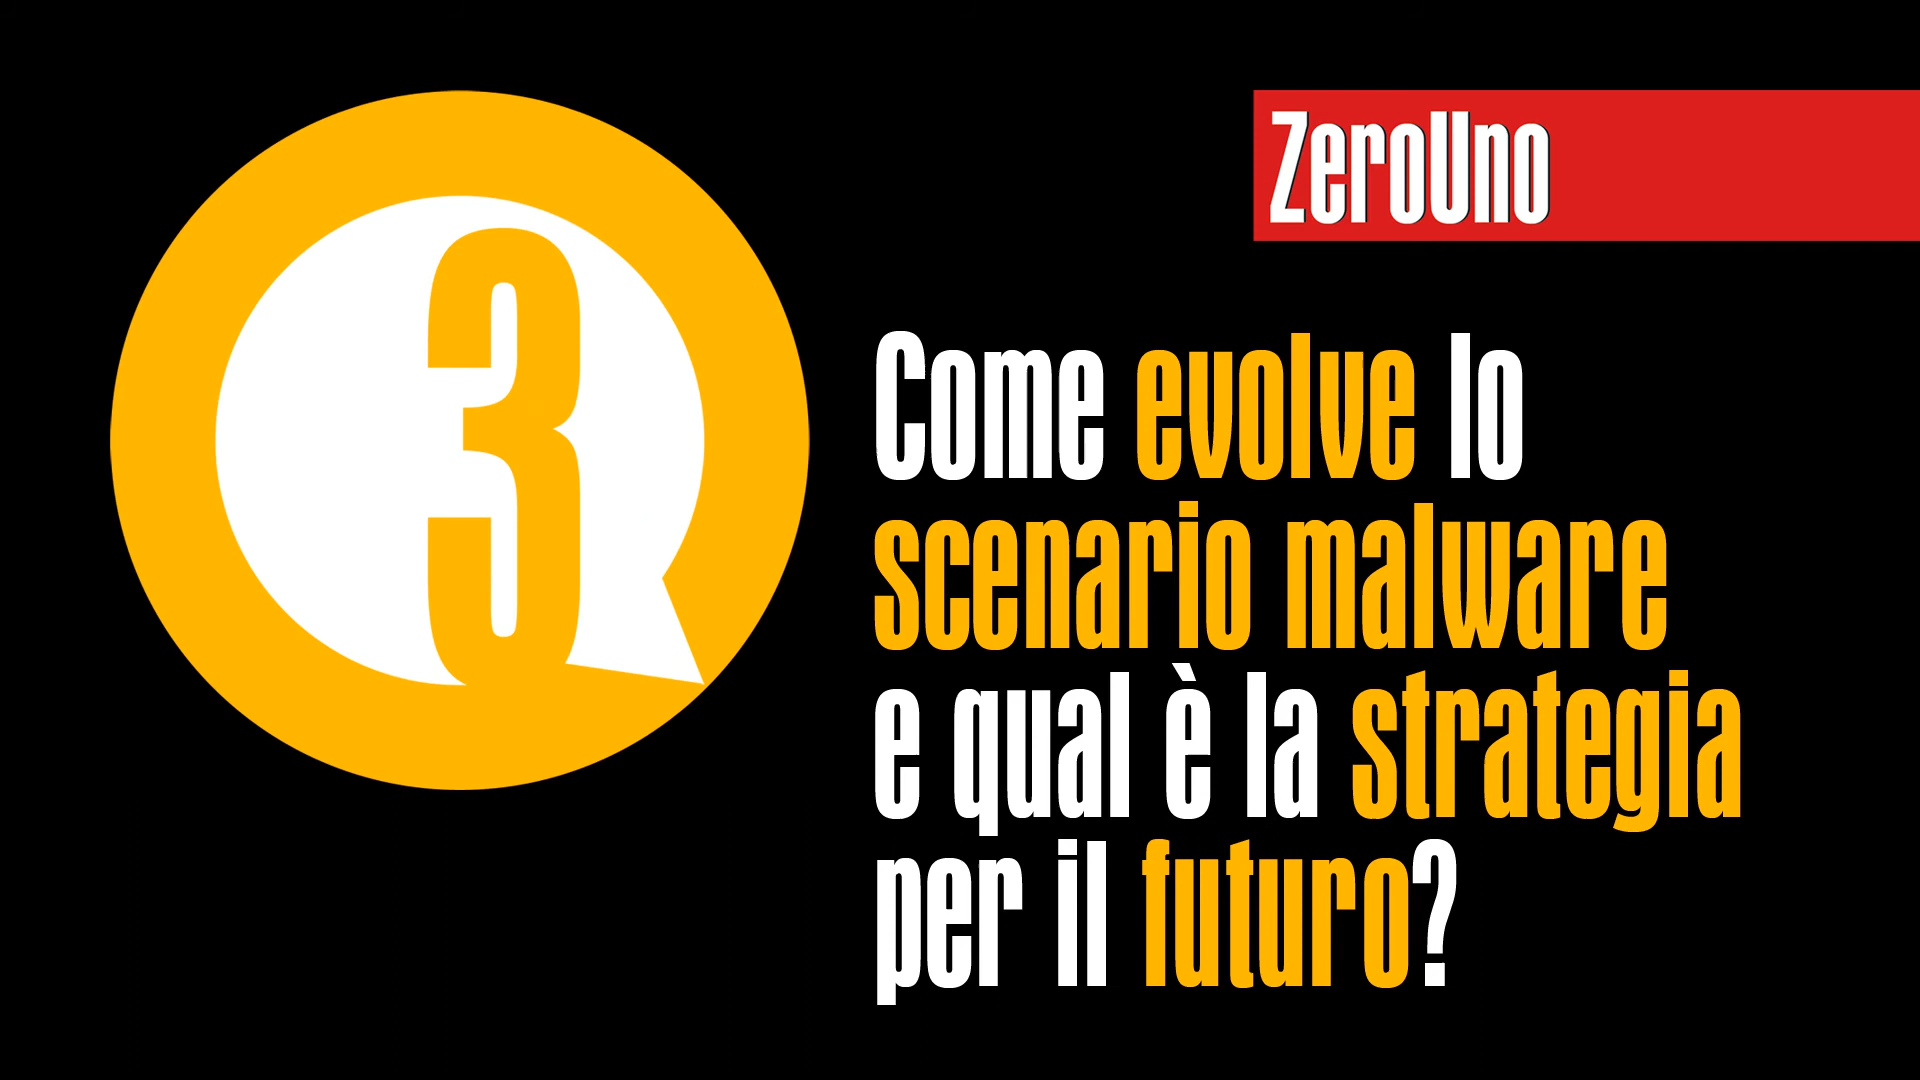 3
ZeroUno
Come evolve lo
scenario malware
e qual è la strategia
per il futuro?